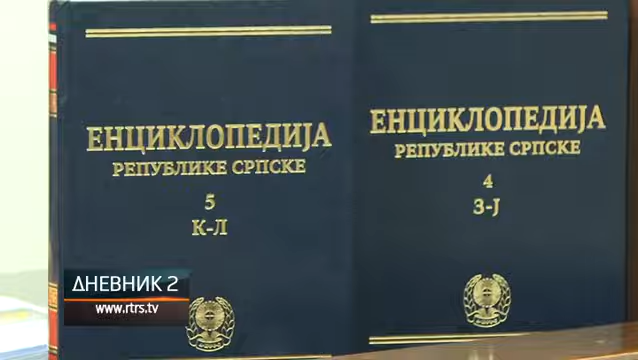 ЕНЦИКЛОПЕДИЈА
РЕПУБЛИКЕ СРПСКЕ
5
К-Л
ЕНЦИКЛОПЕДИЈА
РЕПУБЛИКЕ СРПСКЕ
4
З-Ј
ДНЕВНИК 2
www.rtrs.tv